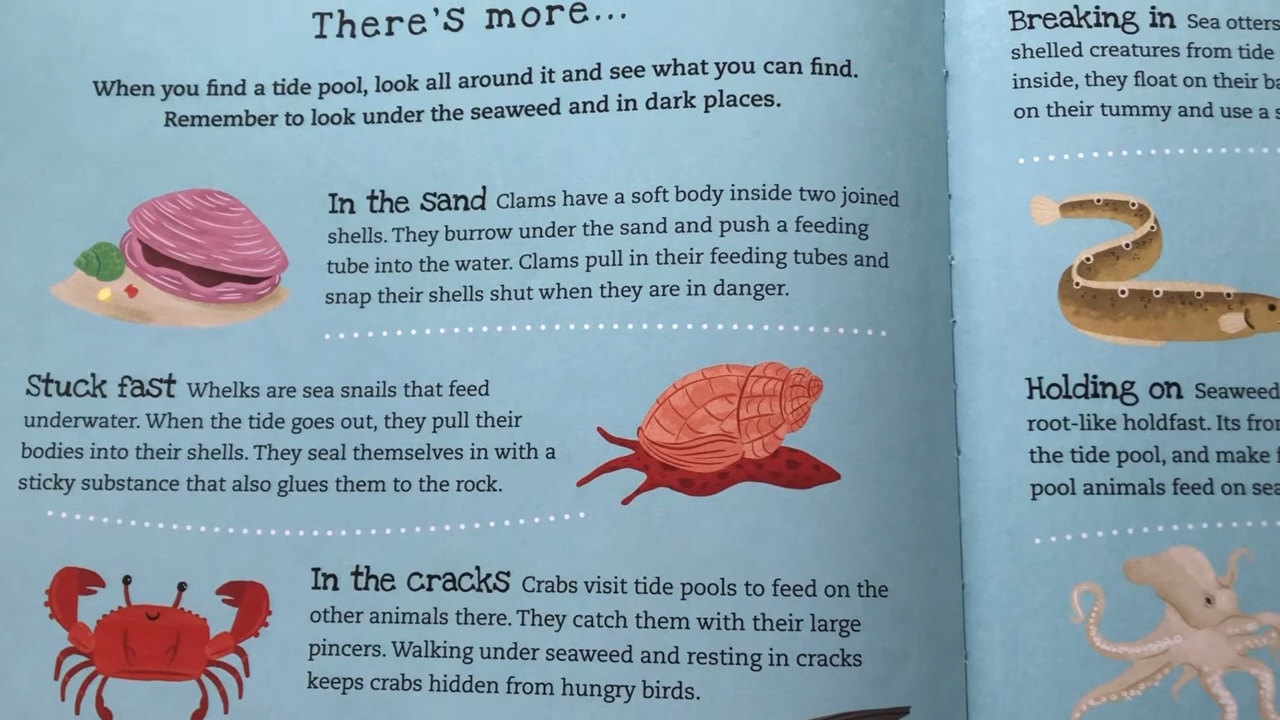 There's more...
When you find a tide pool, look all around it and see what you can find.
Remember to look under the seaweed and in dark places.
In the sand Clams have a soft body inside two joined
shells. They burrow under the sand and push a feeding
tube into the water. Clams pull in their feeding tubes and
snap their shells shut when they are in danger.
Stuck fast Whelks are sea snails that feed
underwater. When the tide goes out, they pull their
bodies into their shells. They seal themselves in with a
sticky substance that also glues them to the rock.
In the cracks Crabs visit tide pools to feed on the
other animals there. They catch them with their large
pincers. Walking under seaweed and resting in cracks
keeps crabs hidden from hungry birds.
Breaking in Sea otters
shelled creatures from tide
inside, they float on their
on their tummy and use a
Holding on Seaweed
root-like holdfast. Its
the tide pool, and make
pool animals feed on